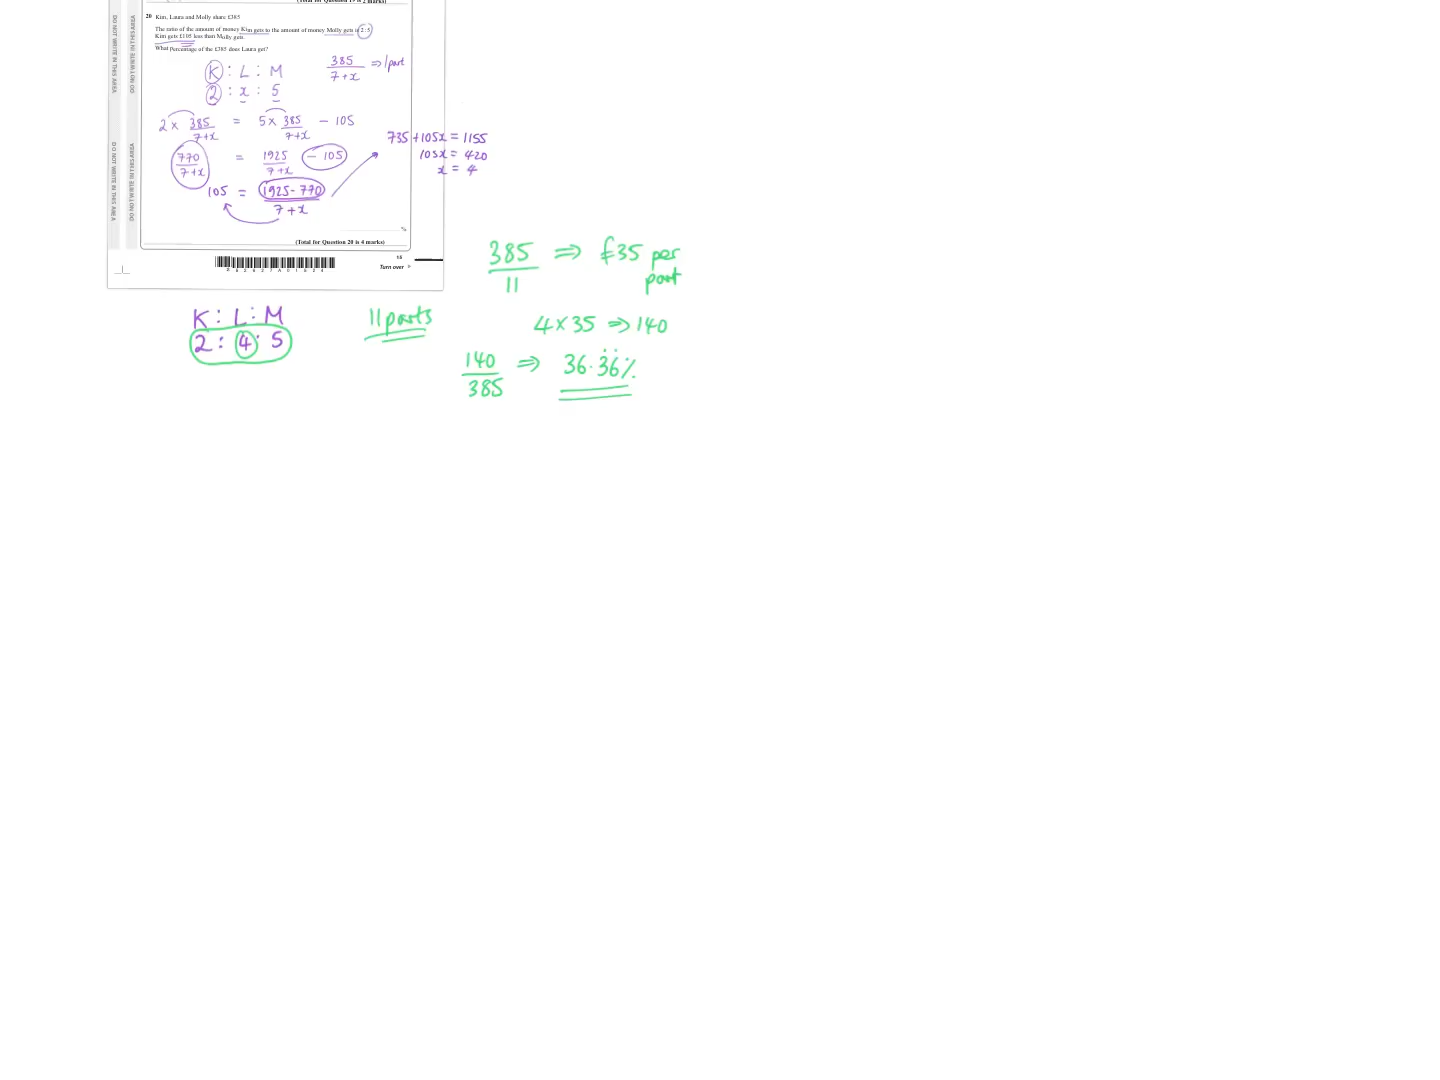 (Total for Question 19 is 2 marks)
20 Kim, Laura and Molly share £385
The ratio of the amount of money Kim gets to the amount of money Molly gets is 2:5
Kim gets £105 less than Molly gets.
What Percentage of the £385 does Laura get?
K : L : M
2 : x : 5
385/7+x ⇒ 1 part
2 × 385/7+x = 5 × 385/7+x - 105
770/7+x = 1925/7+x - 105
105 = 1925-770/7+x
735 + 105x = 1155
105x = 420
x = 4
%
(Total for Question 20 is 4 marks)
DO NOT WRITE IN THIS AREA
DO NOT WRITE IN THIS AREA
DO NOT WRITE IN THIS AREA
DO NOT WRITE IN THIS AREA
Turn over
K : L : M
2 : 4 : 5
11 parts
385/11 ⇒ £35 per part
4 × 35 ⇒ 140
140/385 ⇒ 36.3̇6̇%